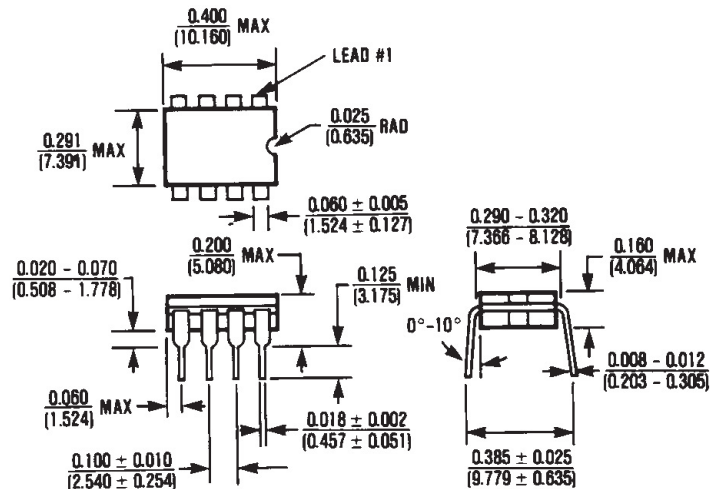 0.400
(10.160)
MAX
LEAD #1
0.025
(0.635)
RAD
0.291
(7.391)
MAX
0.060 ± 0.005
(1.524 ± 0.127)
0.290 - 0.320
(7.366 - 8.128)
0.200
(5.080)
MAX
0.160
(4.064)
MAX
0.020 - 0.070
(0.508 - 1.778)
0.125
(3.175)
MIN
0°-10°
0.008 - 0.012
(0.203 - 0.305)
0.060
(1.524)
MAX
0.018 ± 0.002
(0.457 ± 0.051)
0.100 ± 0.010
(2.540 ± 0.254)
0.385 ± 0.025
(9.779 ± 0.635)